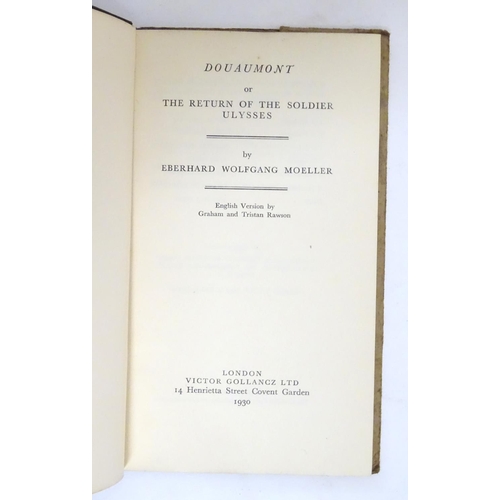 DOUAUMONT
or
THE RETURN OF THE SOLDIER
ULYSSES
by
EBERHARD WOLFGANG MOELLER
English Version by
Graham and Tristan Rawson
LONDON
VICTOR GOLLANCZ LTD
14 Henrietta Street Covent Garden
1930